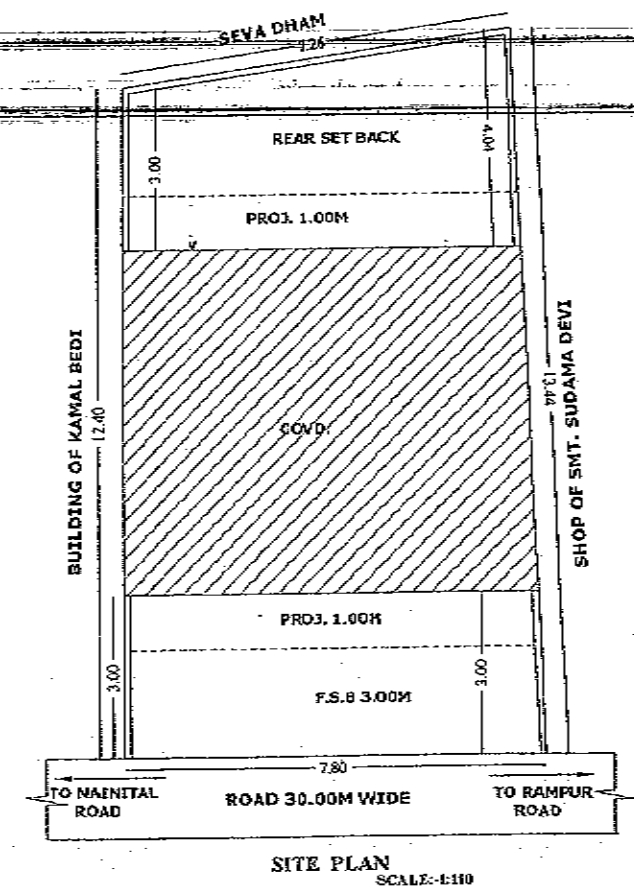 SEVA DHAM
7.26
REAR SET BACK
3.00
4.04
PROJ. 1.00M
BUILDING OF KAMAL BEDI
12.40
COVD.
13.44
SHOP OF SMT. SUDAMA DEVI
PROJ. 1.00M
3.00
F.S.B 3.00M
3.00
7.80
TO NAINITAL
ROAD
ROAD 30.00M WIDE
TO RAMPUR
ROAD
SITE PLAN
SCALE:-1:110